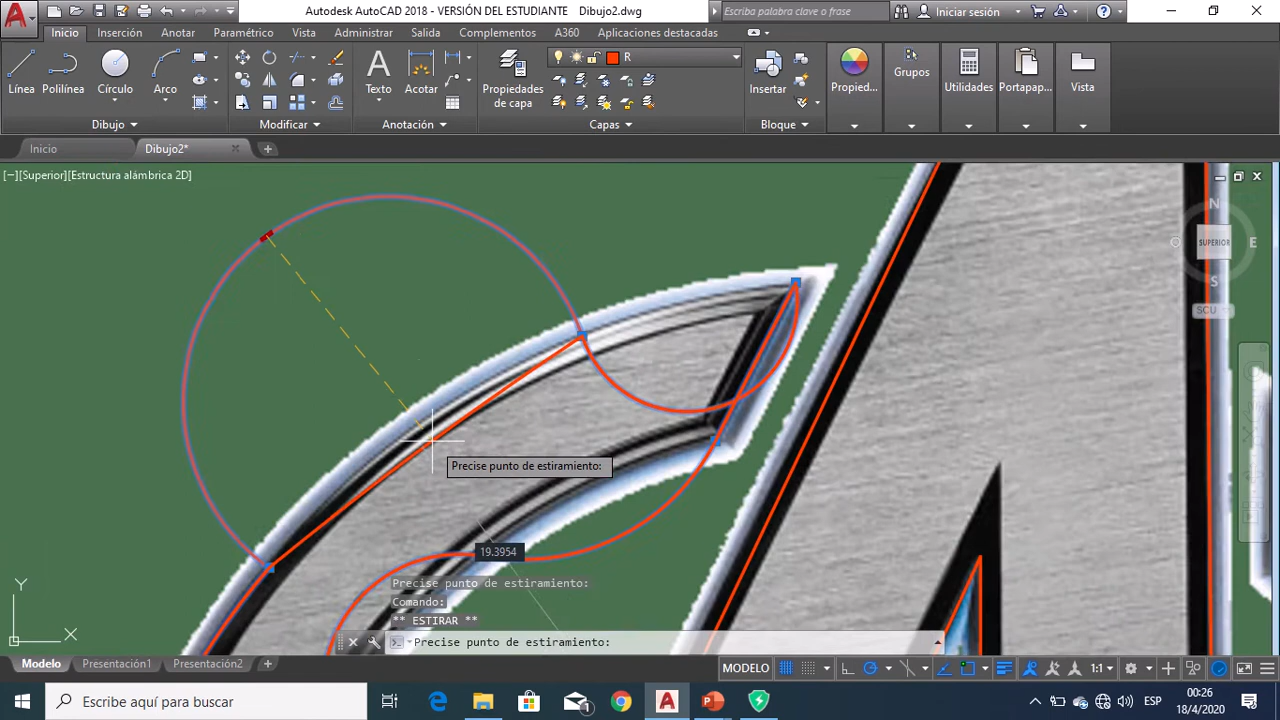 Autodesk AutoCAD 2018 - VERSIÓN DEL ESTUDIANTE Dibujo2.dwg
Escriba palabra clave o frase
Iniciar sesión
Inicio Inserción Anotar Paramétrico Vista Administrar Salida Complementos A360 Aplicaciones destacadas
R
Línea Polilínea Círculo Arco Texto Acotar Propiedades de capa Insertar Propied... Grupos Utilidades Portapap... Vista
Dibujo Modificar Anotación Capas Bloque
Inicio Dibujo2*
[−][Superior][Estructura alámbrica 2D]
N
O SUPERIOR E
S
SCU
Precise punto de estiramiento:
19.3954
Precise punto de estiramiento:
Comando:
** ESTIRAR **
Precise punto de estiramiento:
Y
X
Modelo Presentación1 Presentación2 + MODELO 1:1
Escribe aquí para buscar
1
A
P
ESP
00:26
18/4/2020